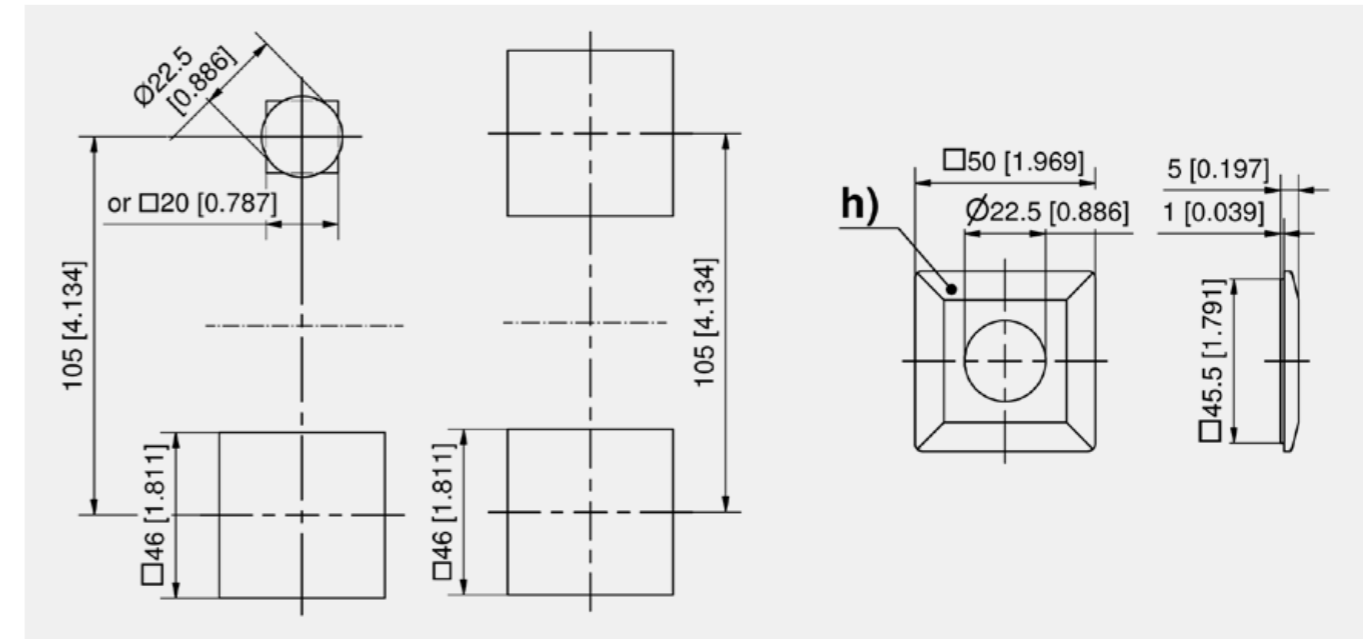 Ø22.5
[0.886]
or □20 [0.787]
105 [4.134]
□46 [1.811]
105 [4.134]
□46 [1.811]
h)
□50 [1.969]
Ø22.5 [0.886]
5 [0.197]
1 [0.039]
□45.5 [1.791]